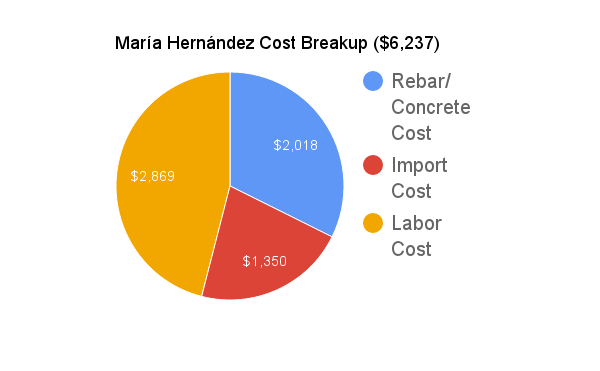 María Hernández Cost Breakup ($6,237)
$2,018
$2,869
$1,350
Rebar/
Concrete
Cost
Import
Cost
Labor
Cost